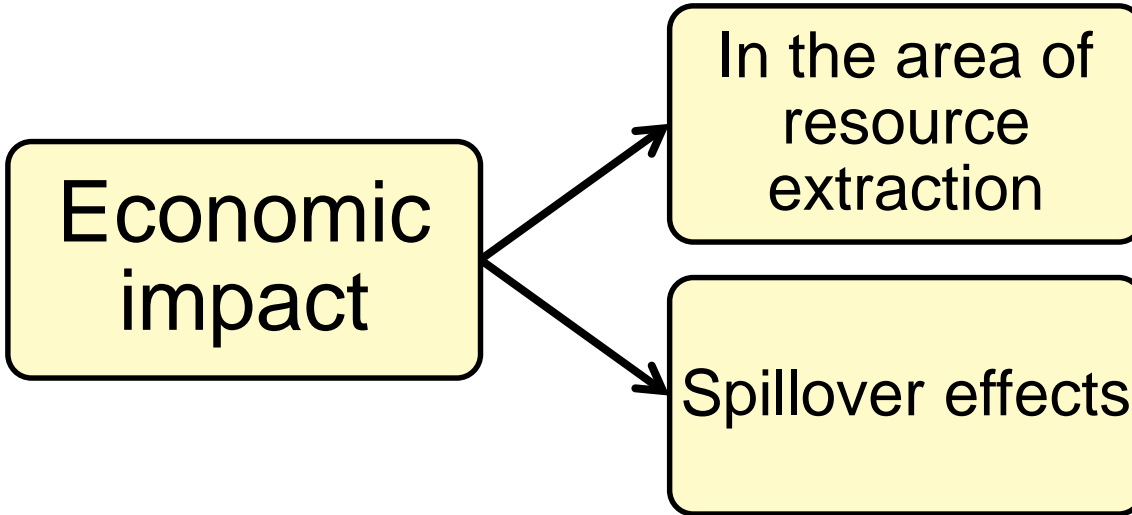 Economic
impact
In the area of
resource
extraction
Spillover effects